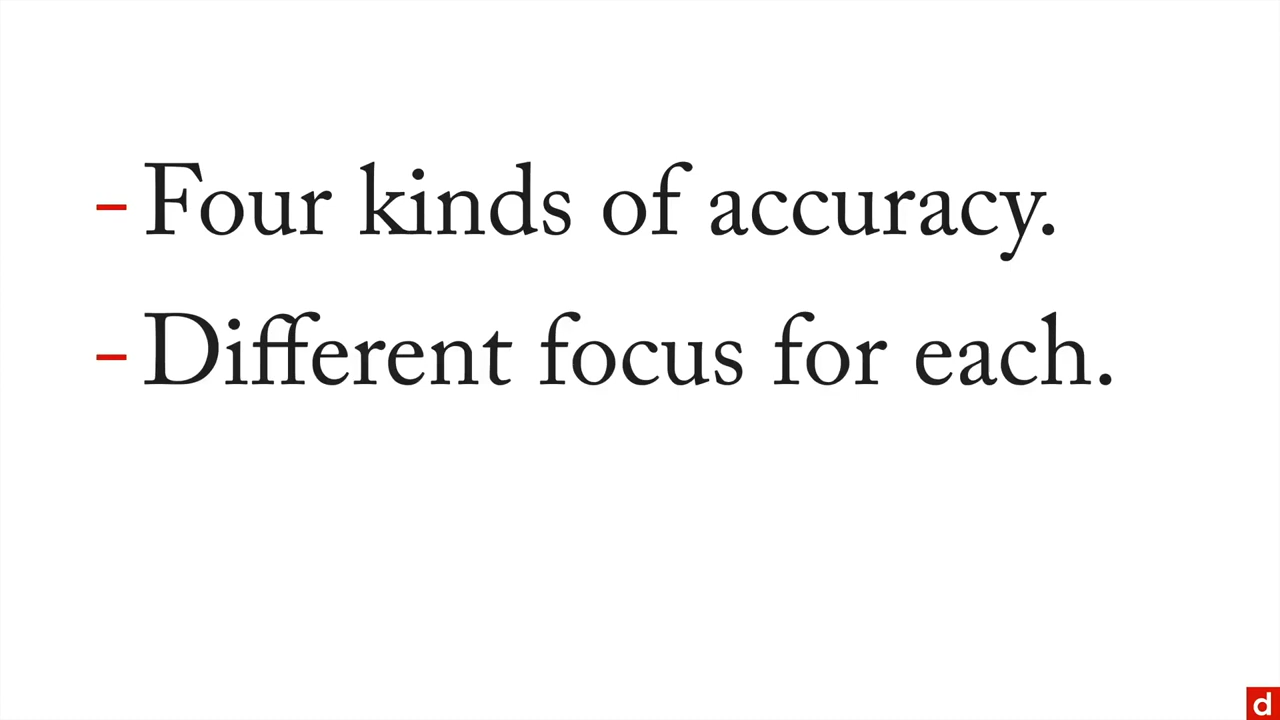 - Four kinds of accuracy.
- Different focus for each.
d